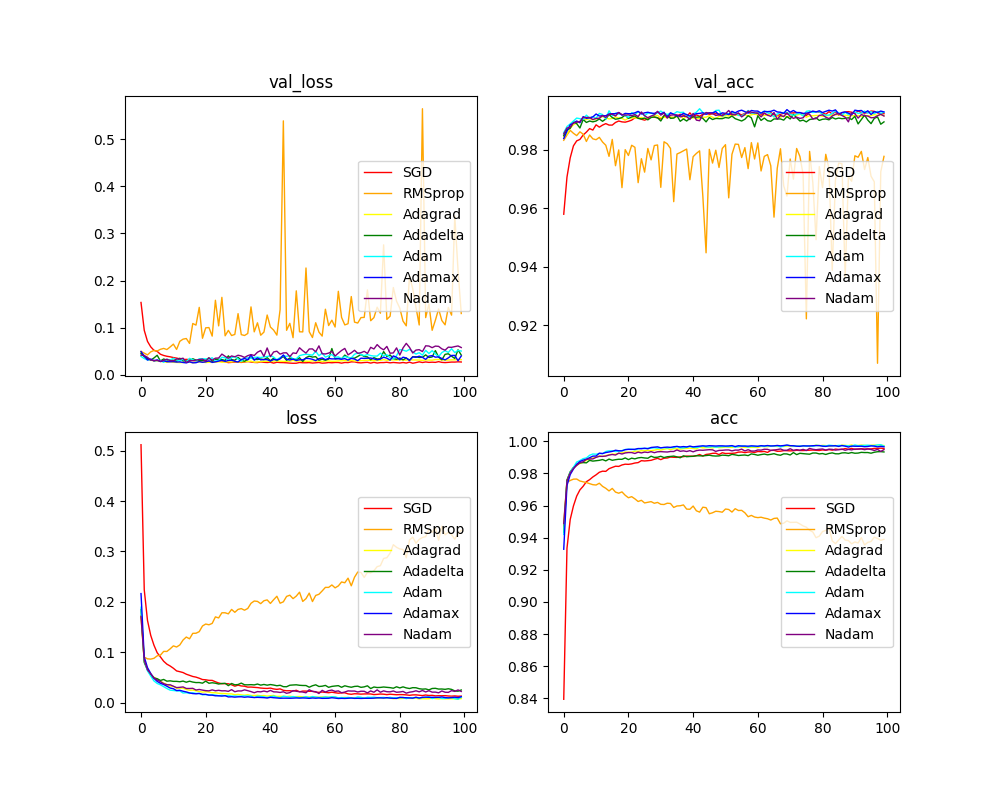 val_loss
0.5
0.4
0.3
0.2
0.1
0.0
0 20 40 60 80 100
SGD
RMSprop
Adagrad
Adadelta
Adam
Adamax
Nadam
val_acc
0.98
0.96
0.94
0.92
0 20 40 60 80 100
SGD
RMSprop
Adagrad
Adadelta
Adam
Adamax
Nadam
loss
0.5
0.4
0.3
0.2
0.1
0.0
0 20 40 60 80 100
SGD
RMSprop
Adagrad
Adadelta
Adam
Adamax
Nadam
acc
1.00
0.98
0.96
0.94
0.92
0.90
0.88
0.86
0.84
0 20 40 60 80 100
SGD
RMSprop
Adagrad
Adadelta
Adam
Adamax
Nadam